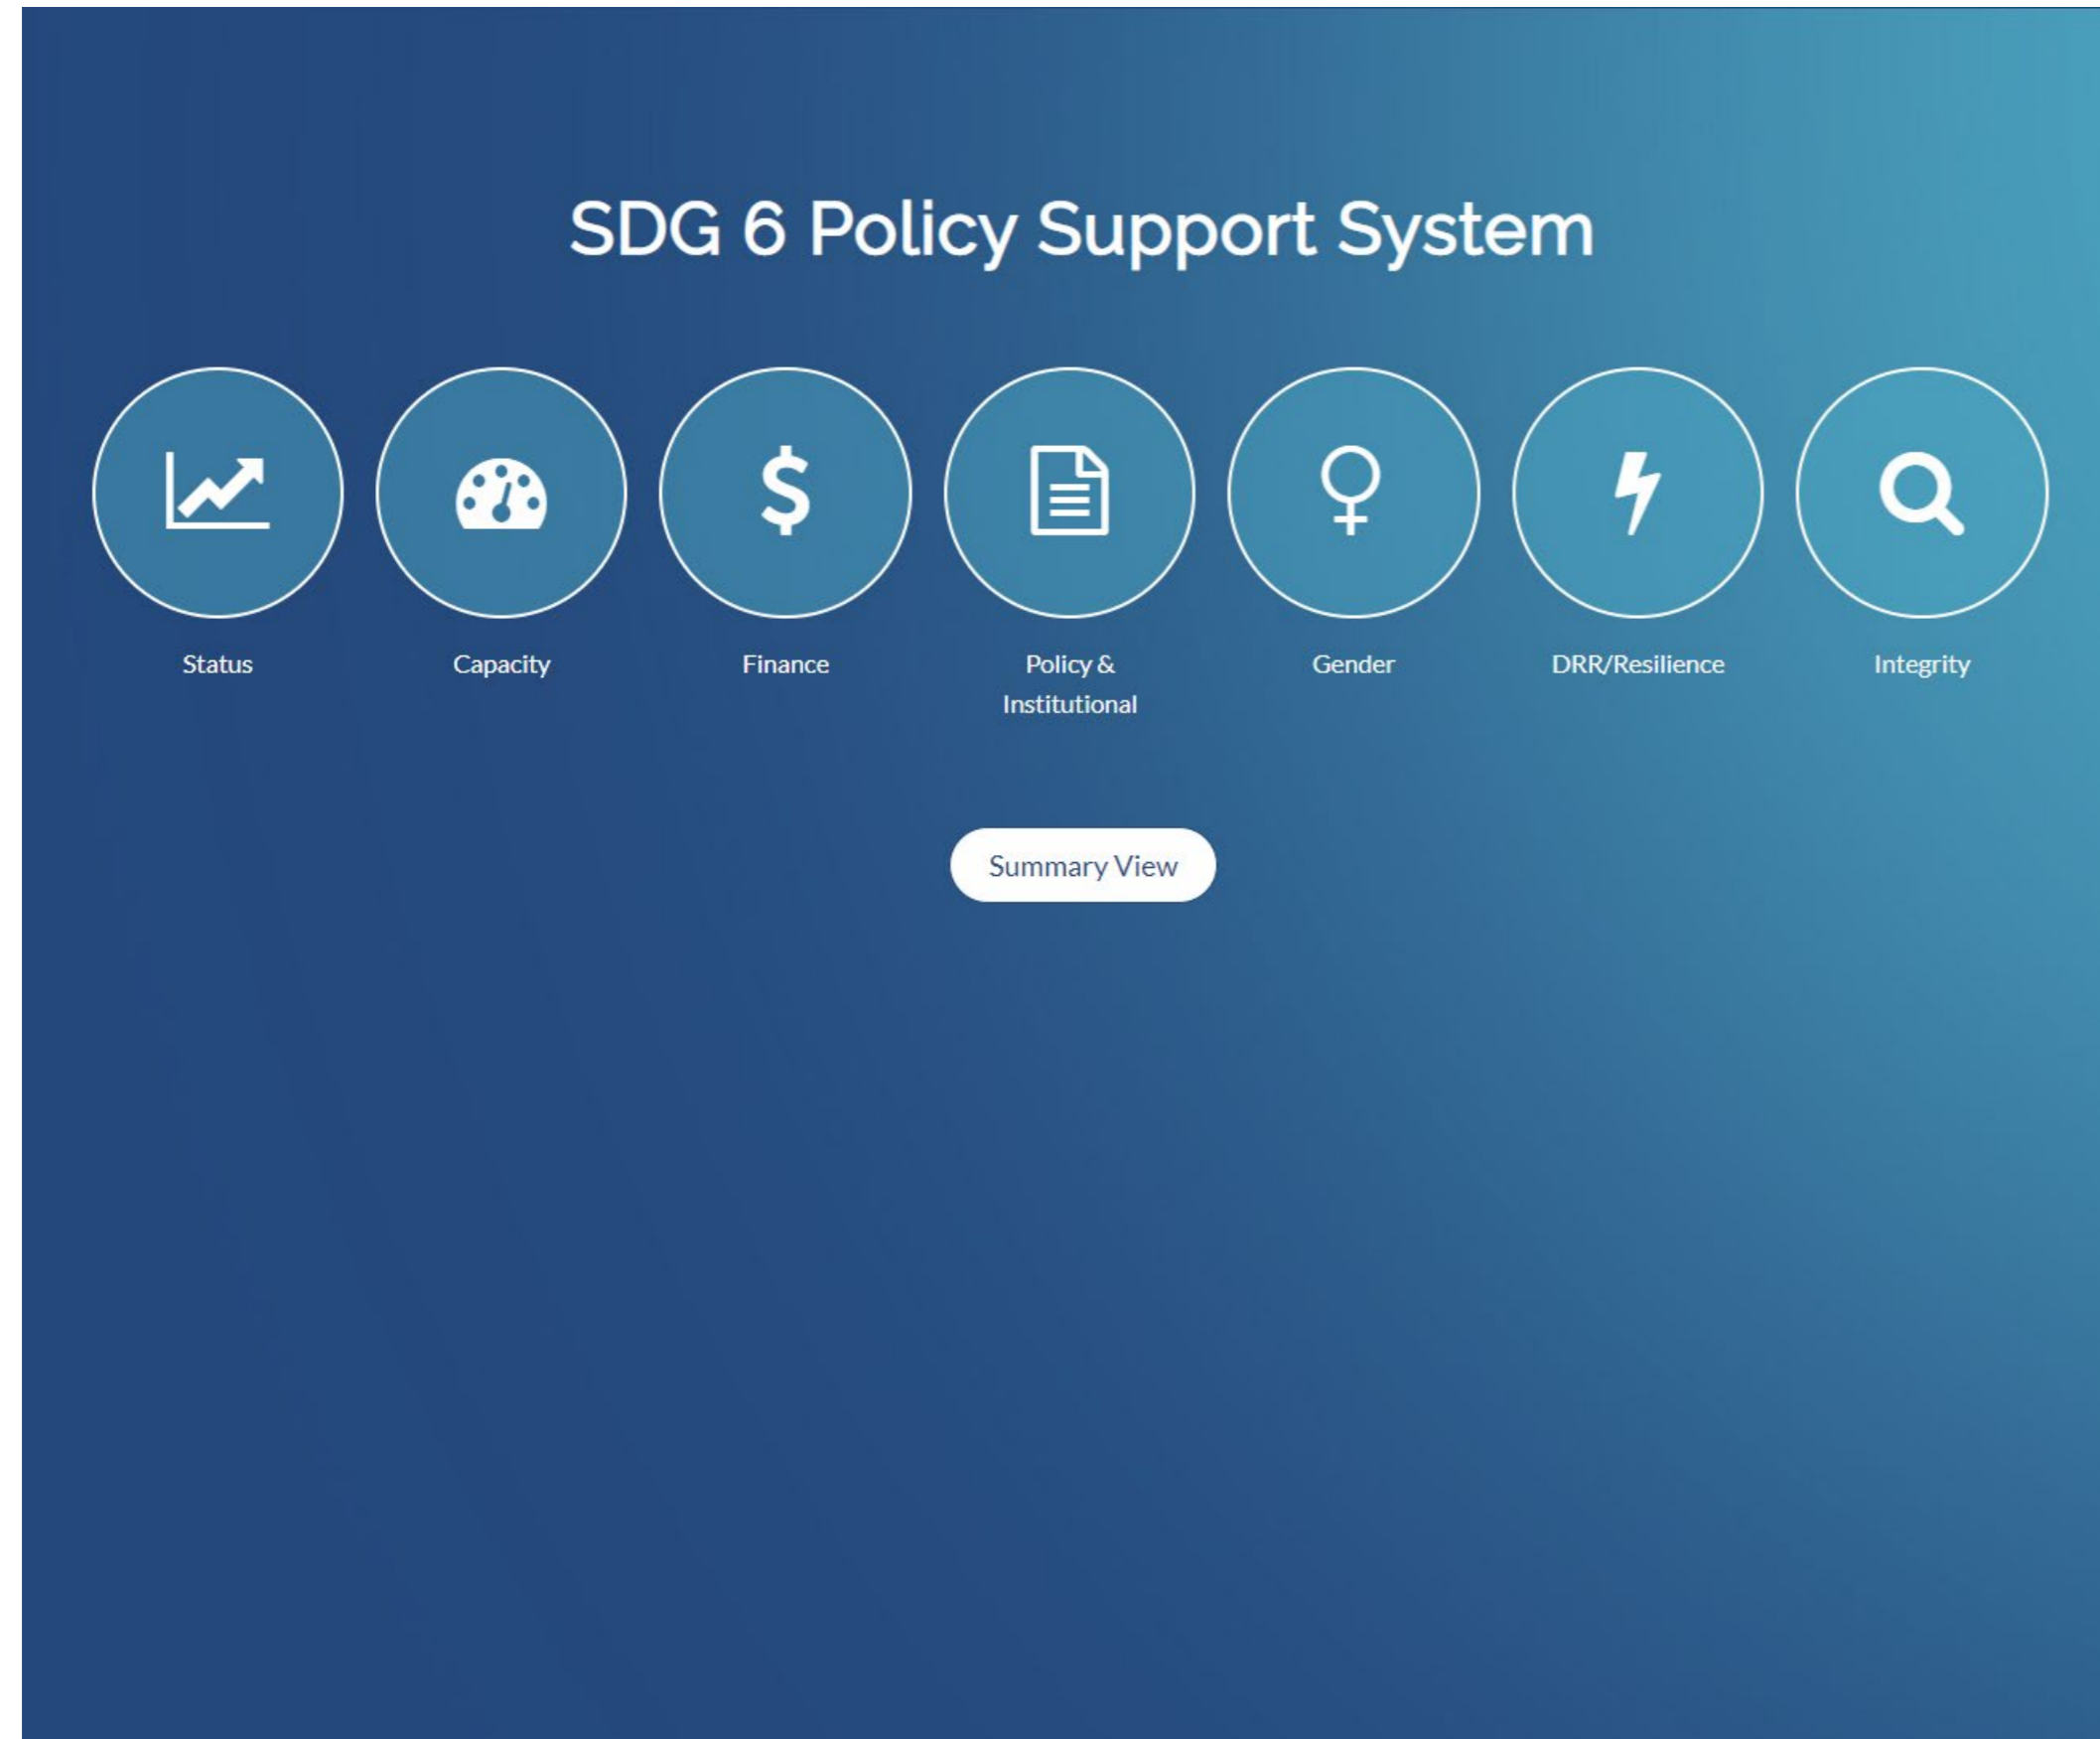 SDG 6 Policy Support System
Status
Capacity
Finance
Policy &
Institutional
Gender
DRR/Resilience
Integrity
Summary View